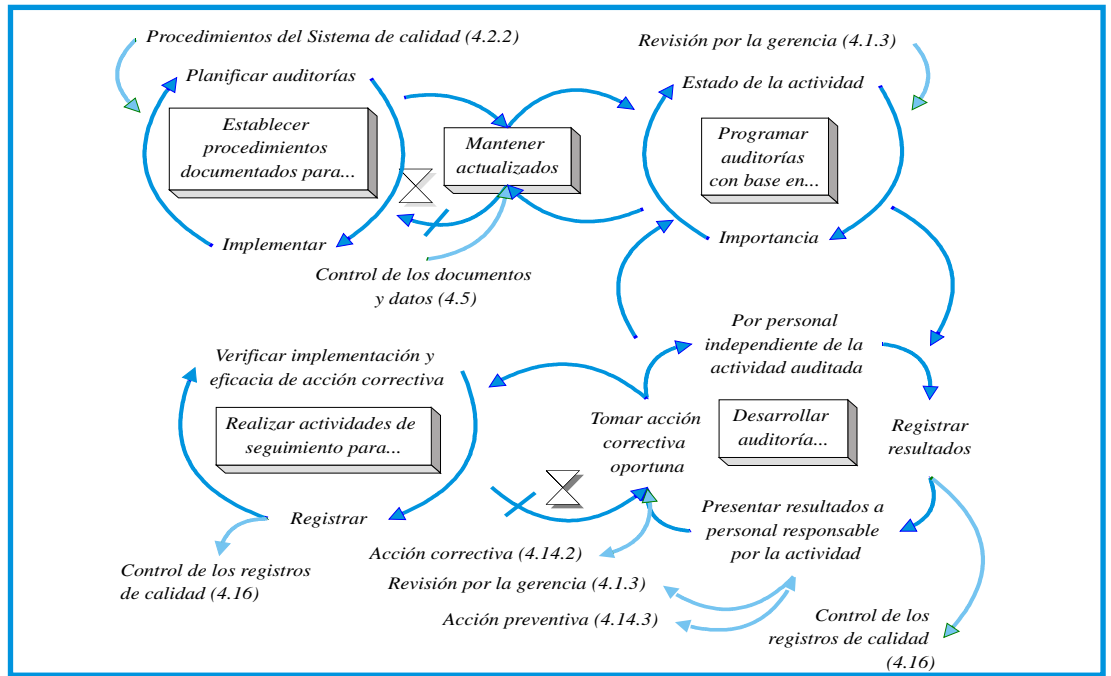 Procedimientos del Sistema de calidad (4.2.2)
Planificar auditorías
Establecer
procedimientos
documentados para...
Implementar
Mantener
actualizados
Control de los documentos
y datos (4.5)
Revisión por la gerencia (4.1.3)
Estado de la actividad
Programar
auditorías
con base en...
Importancia
Por personal
independiente de la
actividad auditada
Desarrollar
auditoría...
Registrar
resultados
Presentar resultados a
personal responsable
por la actividad
Tomar acción
correctiva
oportuna
Verificar implementación y
eficacia de acción correctiva
Realizar actividades de
seguimiento para...
Registrar
Control de los registros
de calidad (4.16)
Acción correctiva (4.14.2)
Revisión por la gerencia (4.1.3)
Acción preventiva (4.14.3)
Control de los
registros de calidad
(4.16)